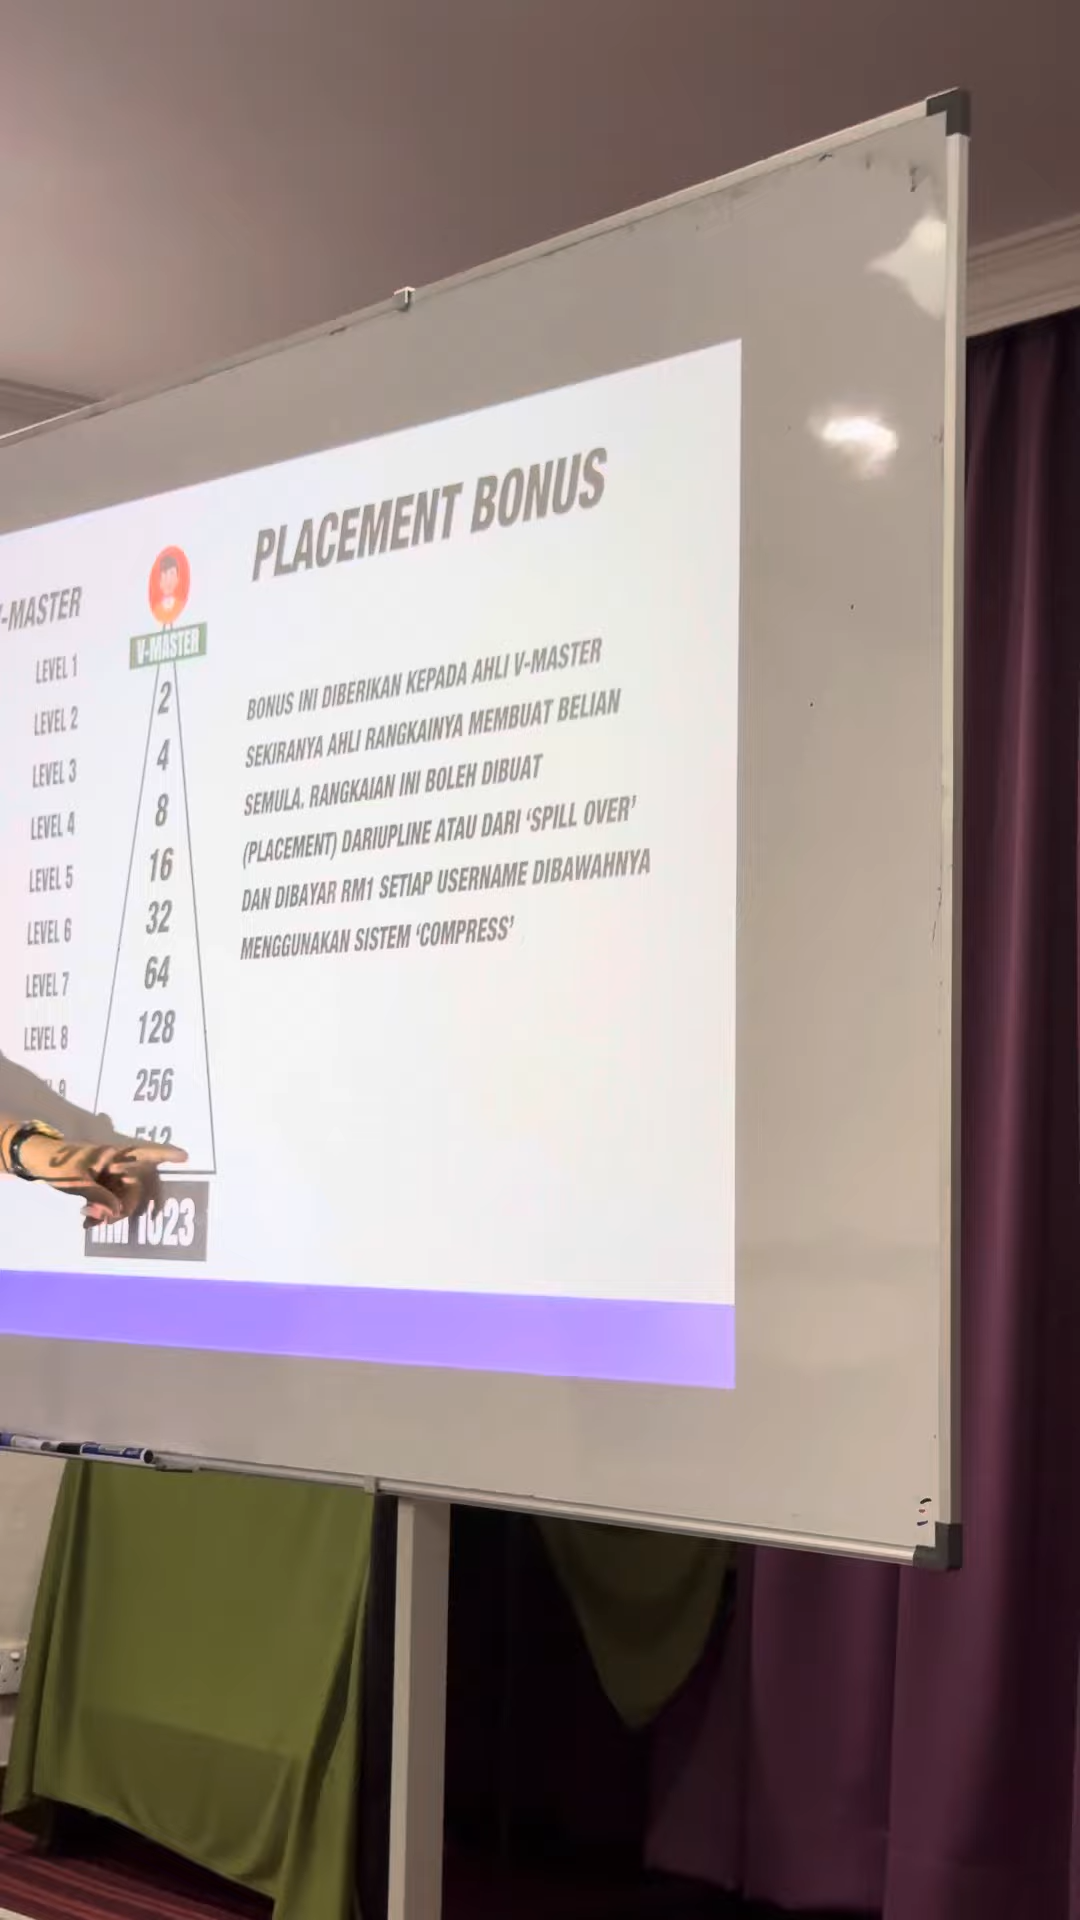 PLACEMENT BONUS
V-MASTER
V-MASTER
LEVEL 1
2
LEVEL 2
4
LEVEL 3
8
LEVEL 4
16
LEVEL 5
32
LEVEL 6
64
LEVEL 7
128
LEVEL 8
256
512
1023
BONUS INI DIBERIKAN KEPADA AHLI V-MASTER
SEKIRANYA AHLI RANGKAINYA MEMBUAT BELIAN
SEMULA. RANGKAIAN INI BOLEH DIBUAT
(PLACEMENT) DARIUPLINE ATAU DARI ‘SPILL OVER’
DAN DIBAYAR RM1 SETIAP USERNAME DIBAWAHNYA
MENGGUNAKAN SISTEM ‘COMPRESS’